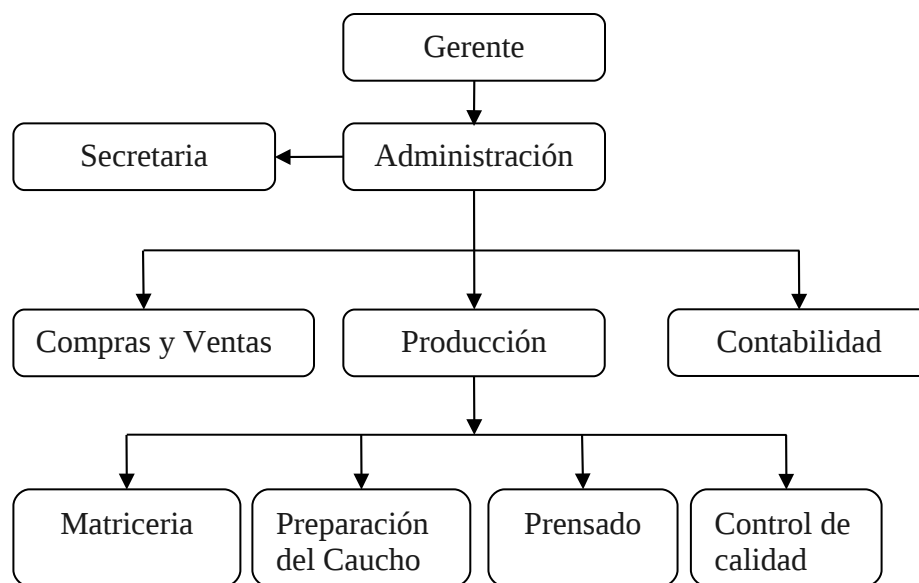 Gerente
Secretaria
Administración
Compras y Ventas
Producción
Contabilidad
Matriceria
Preparación
del Caucho
Prensado
Control de
calidad